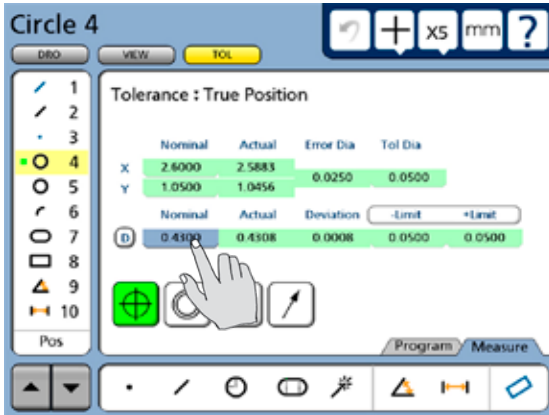 Circle 4
X5 mm ?
DRO VIEW TOL
1
2
3
4
5
6
7
8
9
10
Pos
Tolerance : True Position
Nominal Actual Error Dia Tol Dia
X 2.6000 2.5883 0.0250 0.0500
Y 1.0500 1.0456
Nominal Actual Deviation -Limit +Limit
D 0.4300 0.4308 0.0008 0.0500 0.0500
Program Measure